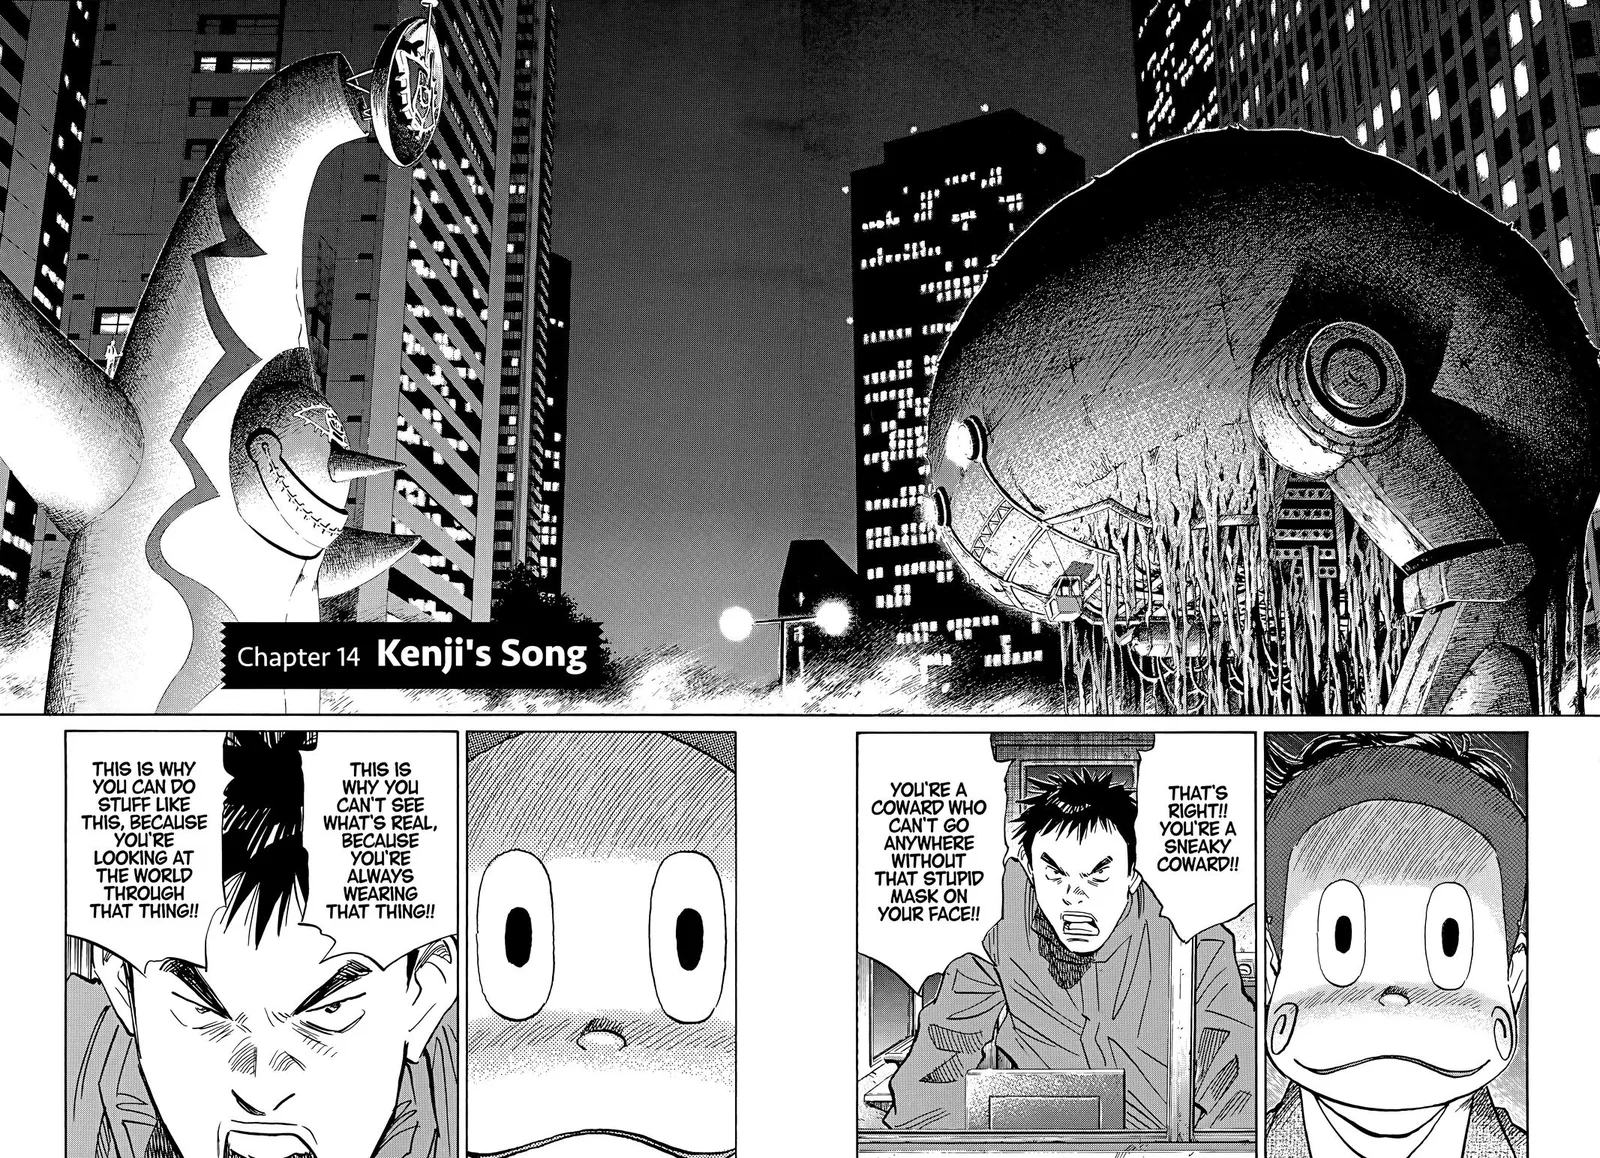 Chapter 14 Kenji's Song
THAT'S
RIGHT!!
YOU'RE A
SNEAKY
COWARD!!
YOU'RE A
COWARD WHO
CAN'T GO
ANYWHERE
WITHOUT
THAT STUPID
MASK ON
YOUR FACE!!
THIS IS
WHY YOU
CAN'T SEE
WHAT'S REAL,
BECAUSE
YOU'RE
ALWAYS
WEARING
THAT THING!!
THIS IS WHY
YOU CAN DO
STUFF LIKE
THIS, BECAUSE
YOU'RE
LOOKING AT
THE WORLD
THROUGH
THAT THING!!